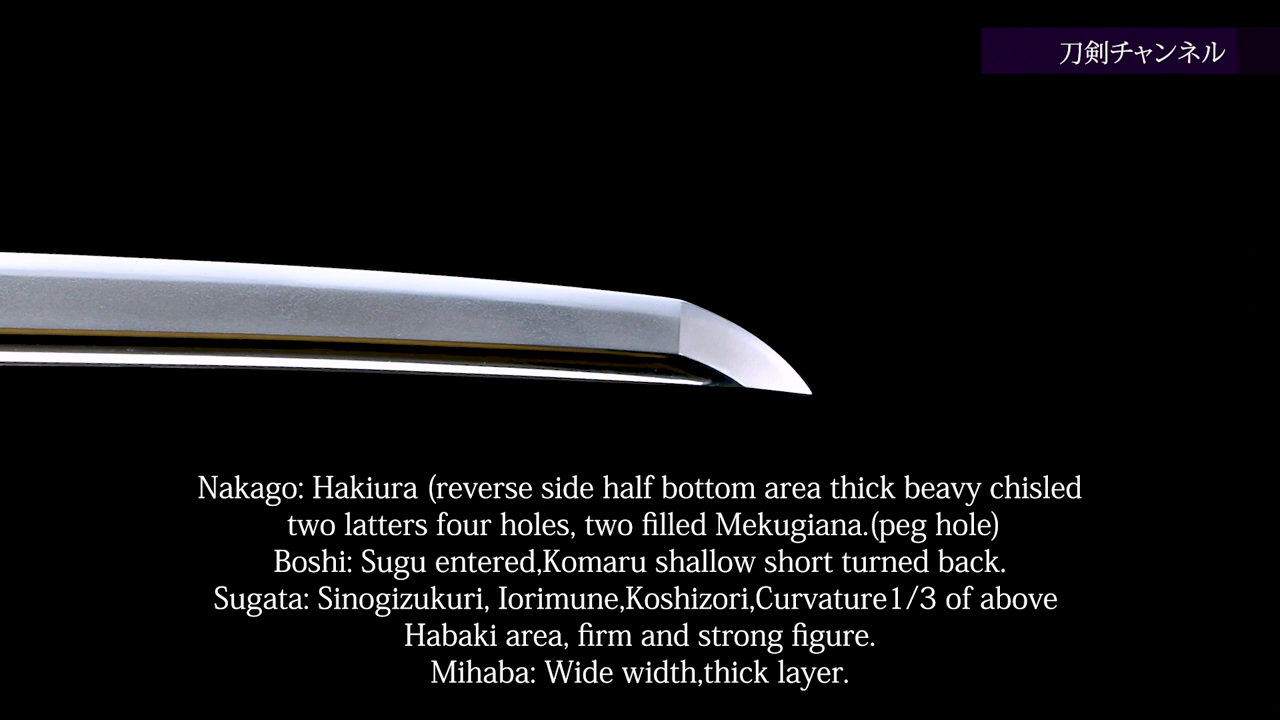 刀剣チャンネル
Nakago: Hakiura (reverse side half bottom area thick beavy chisled
two latters four holes, two filled Mekugiana.(peg hole)
Boshi: Sugu entered,Komaru shallow short turned back.
Sugata: Sinogizukuri, Iorimune,Koshizori,Curvature1/3 of above
Habaki area, firm and strong figure.
Mihaba: Wide width,thick layer.